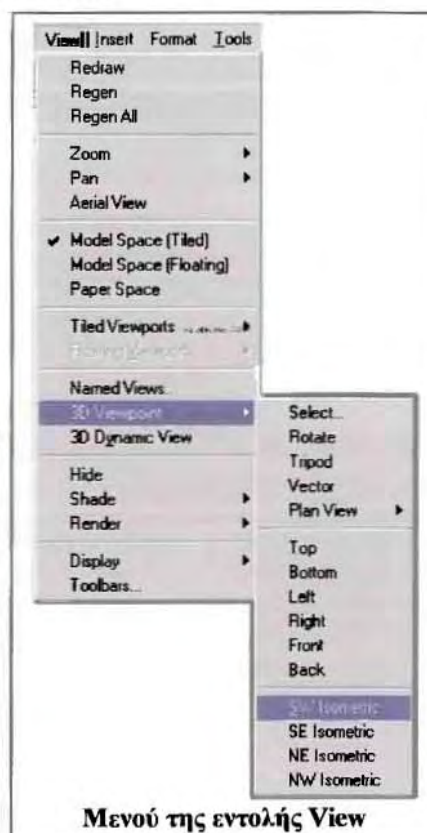 View Insert Format Tools
Redraw
Regen
Regen All
Zoom
Pan
Aerial View
Model Space (Tiled)
Model Space (Floating)
Paper Space
Tiled Viewports
Named Views...
3D Viewpoint
3D Dynamic View
Hide
Shade
Render
Display
Toolbars...
Select...
Rotate
Tripod
Vector
Plan View
Top
Bottom
Left
Right
Front
Back
SW Isometric
SE Isometric
NE Isometric
NW Isometric
Μενού της εντολής View